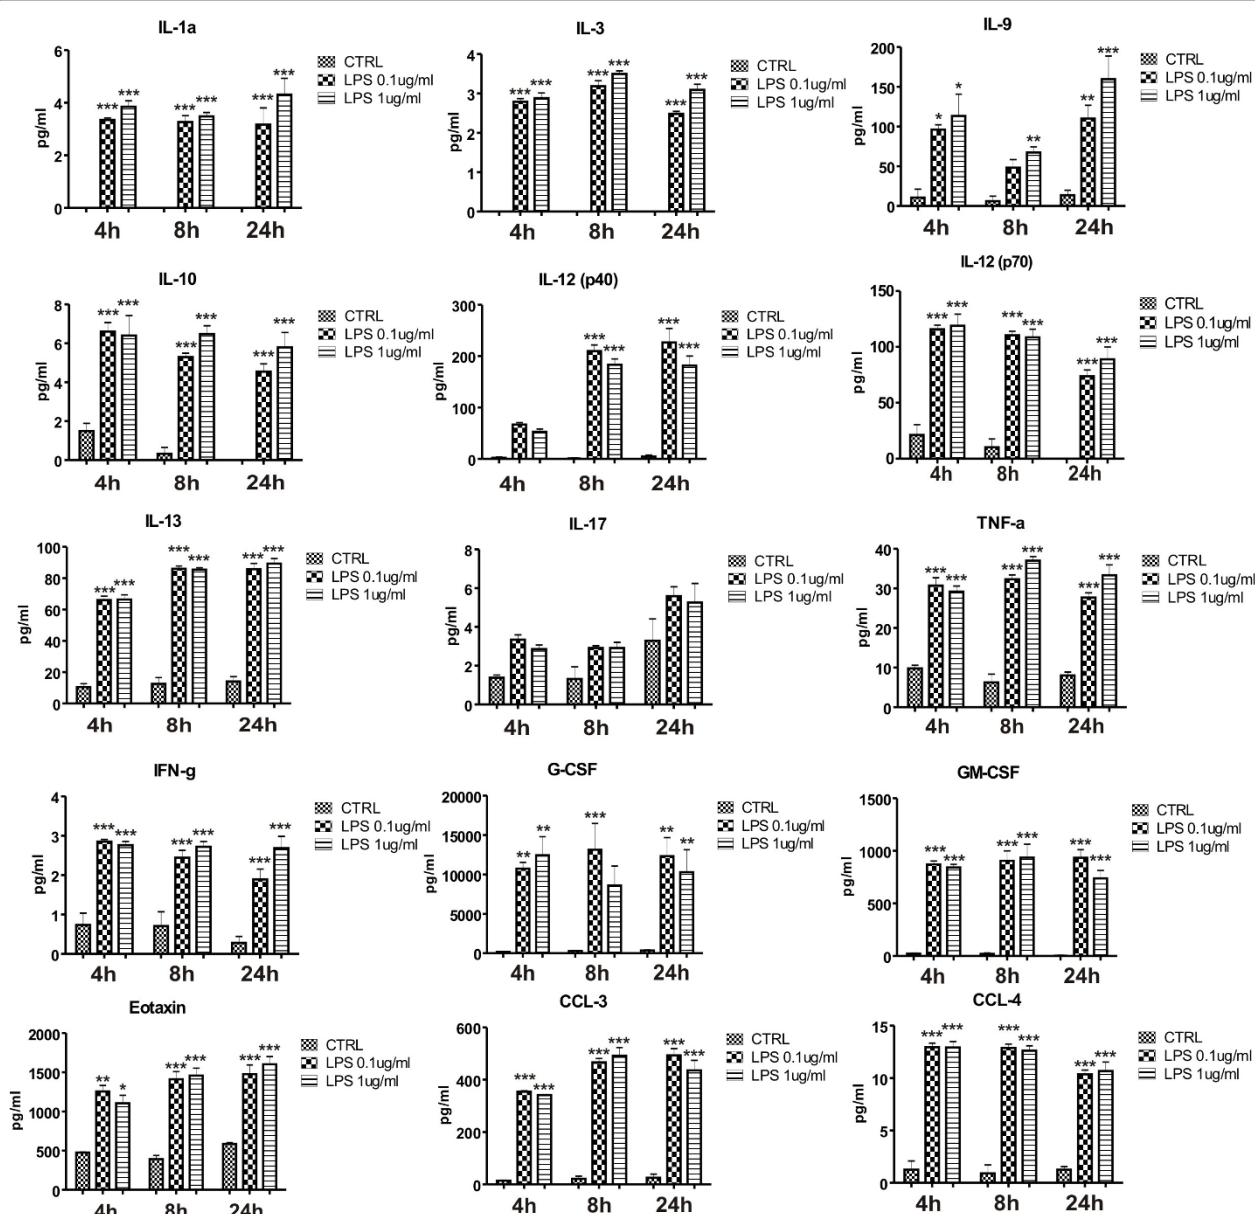 IL-1a
pg/ml
6
4
2
0
*** *** *** *** *** ***
4h 8h 24h
CTRL
LPS 0.1ug/ml
LPS 1ug/ml
IL-3
pg/ml
4
3
2
1
0
*** *** *** *** *** ***
4h 8h 24h
CTRL
LPS 0.1ug/ml
LPS 1ug/ml
IL-9
pg/ml
200
150
100
50
0
* * ** ** ***
4h 8h 24h
CTRL
LPS 0.1ug/ml
LPS 1ug/ml
IL-10
pg/ml
8
6
4
2
0
*** *** *** *** *** ***
4h 8h 24h
CTRL
LPS 0.1ug/ml
LPS 1ug/ml
IL-12 (p40)
pg/ml
300
200
100
0
*** *** *** ***
4h 8h 24h
CTRL
LPS 0.1ug/ml
LPS 1ug/ml
IL-12 (p70)
pg/ml
150
100
50
0
*** *** *** *** *** ***
4h 8h 24h
CTRL
LPS 0.1ug/ml
LPS 1ug/ml
IL-13
pg/ml
100
80
60
40
20
0
*** *** *** *** *** ***
4h 8h 24h
CTRL
LPS 0.1ug/ml
LPS 1ug/ml
IL-17
pg/ml
8
6
4
2
0
4h 8h 24h
CTRL
LPS 0.1ug/ml
LPS 1ug/ml
TNF-a
pg/ml
40
30
20
10
0
*** *** *** *** *** ***
4h 8h 24h
CTRL
LPS 0.1ug/ml
LPS 1ug/ml
IFN-g
pg/ml
4
3
2
1
0
*** *** *** *** *** ***
4h 8h 24h
CTRL
LPS 0.1ug/ml
LPS 1ug/ml
G-CSF
pg/ml
20000
15000
10000
5000
0
** ** *** ** **
4h 8h 24h
CTRL
LPS 0.1ug/ml
LPS 1ug/ml
GM-CSF
pg/ml
1500
1000
500
0
*** *** *** *** *** ***
4h 8h 24h
CTRL
LPS 0.1ug/ml
LPS 1ug/ml
Eotaxin
pg/ml
2000
1500
1000
500
0
** * *** *** *** ***
4h 8h 24h
CTRL
LPS 0.1ug/ml
LPS 1ug/ml
CCL-3
pg/ml
600
400
200
0
*** *** *** *** *** ***
4h 8h 24h
CTRL
LPS 0.1ug/ml
LPS 1ug/ml
CCL-4
pg/ml
15
10
5
0
*** *** *** *** *** ***
4h 8h 24h
CTRL
LPS 0.1ug/ml
LPS 1ug/ml